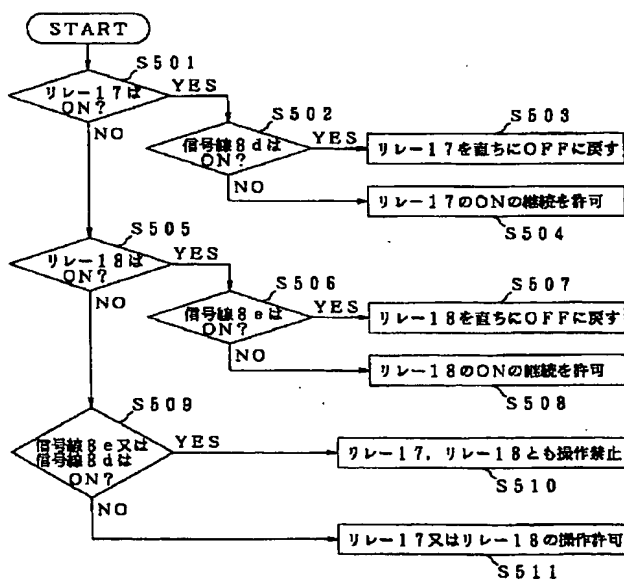 START
S501
リレー17は
ON?
YES
NO
S502
信号線8dは
ON?
YES
NO
S503
リレー17を直ちにOFFに戻す
リレー17のONの継続を許可
S504
S505
リレー18は
ON?
YES
NO
S506
信号線8eは
ON?
YES
NO
S507
リレー18を直ちにOFFに戻す
リレー18のONの継続を許可
S508
S509
信号線8e又は
信号線8dは
ON?
YES
NO
リレー17,リレー18とも操作禁止
S510
リレー17又はリレー18の操作許可
S511